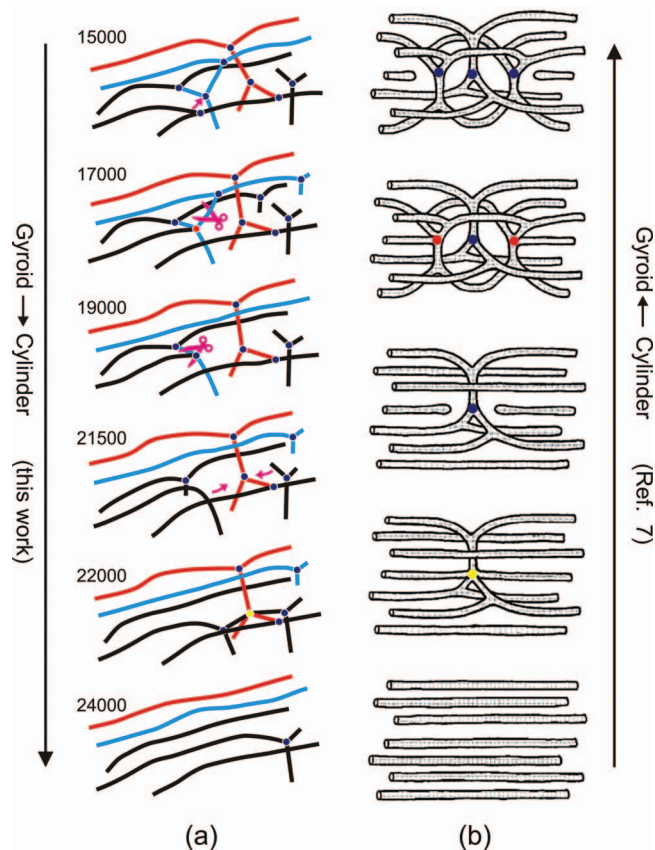 15000
17000
19000
21500
22000
24000
Gyroid → Cylinder (this work)
Gyroid ← Cylinder (Ref. 7)
(a)
(b)